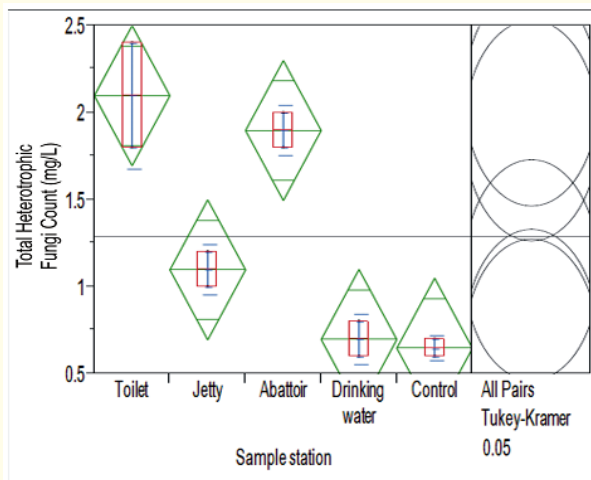 Total Heterotrophic
Fungi Count (mg/L)
2.5
2
1.5
1
0.5
Toilet
Jetty
Abattoir
Drinking
water
Control
All Pairs
Tukey-Kramer
0.05
Sample station